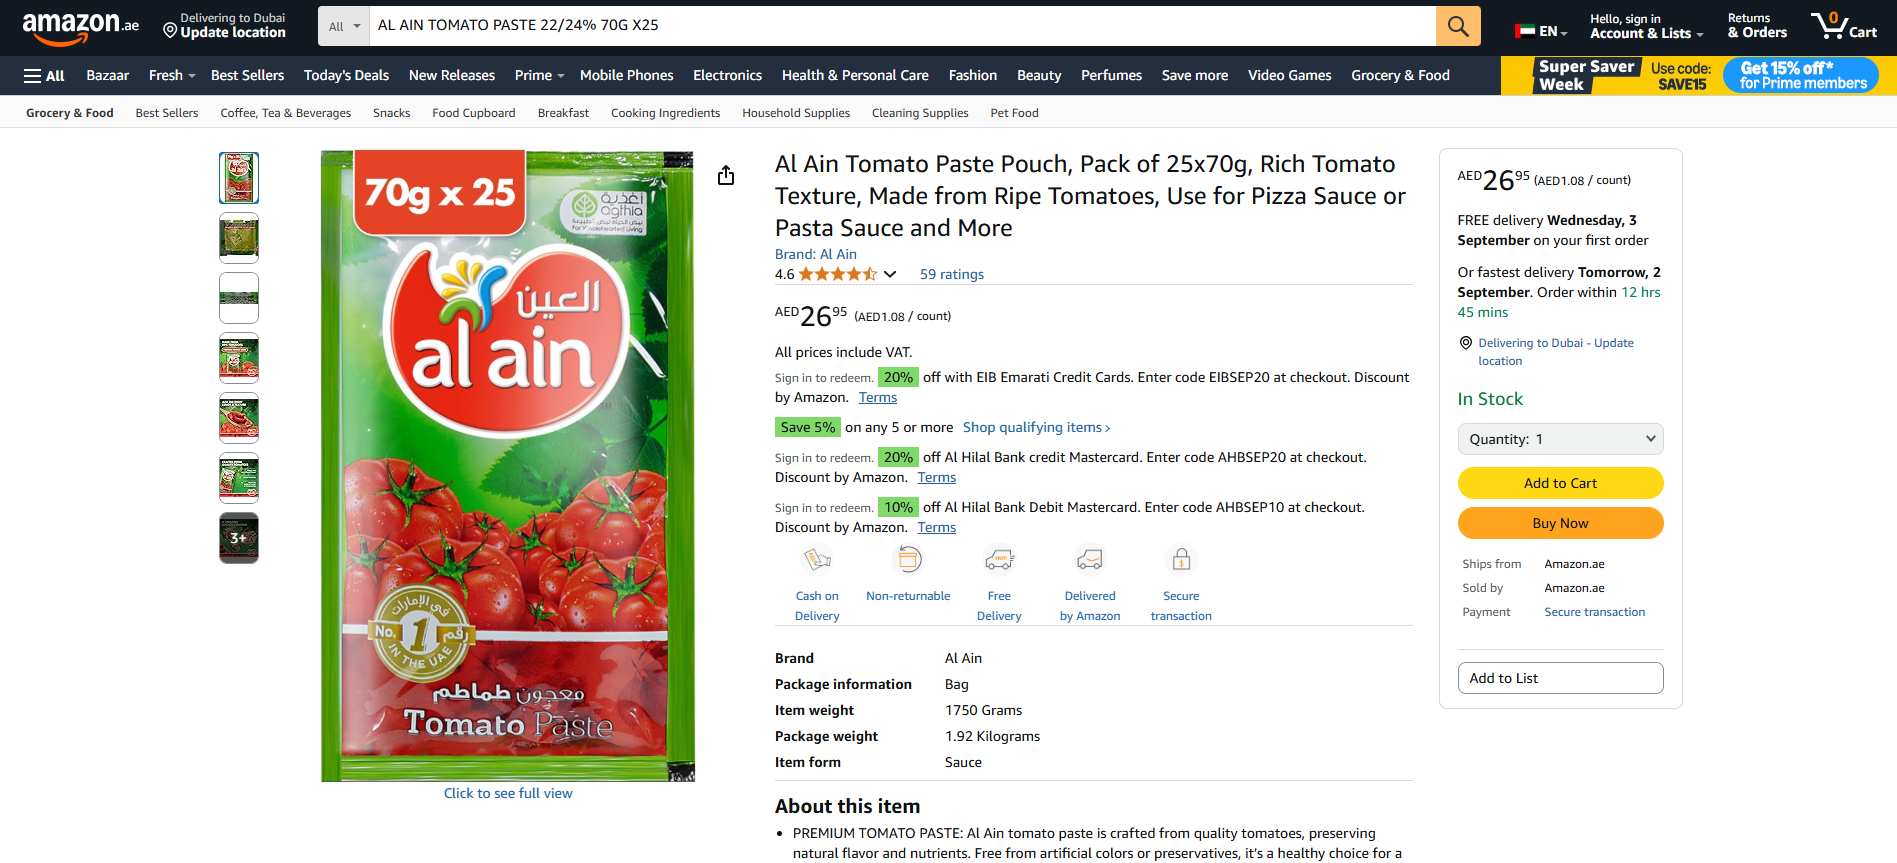 amazon.ae
Delivering to Dubai
Update location
All
AL AIN TOMATO PASTE 22/24% 70G X25
EN
Hello, sign in
Account & Lists
Returns
& Orders
0
Cart
All
Bazaar
Fresh
Best Sellers
Today's Deals
New Releases
Prime
Mobile Phones
Electronics
Health & Personal Care
Fashion
Beauty
Perfumes
Save more
Video Games
Grocery & Food
Super Saver
Week
Use code:
SAVE15
Get 15% off*
for Prime members
Grocery & Food
Best Sellers
Coffee, Tea & Beverages
Snacks
Food Cupboard
Breakfast
Cooking Ingredients
Household Supplies
Cleaning Supplies
Pet Food
3+
70g x 25
أغذية
agthia
For Wholehearted Living
العين
al ain
في الإمارات
No. 1 رقم
IN THE UAE
معجون طماطم
Tomato Paste
Click to see full view
Al Ain Tomato Paste Pouch, Pack of 25x70g, Rich Tomato
Texture, Made from Ripe Tomatoes, Use for Pizza Sauce or
Pasta Sauce and More
Brand: Al Ain
4.6
59 ratings
AED26 95 (AED1.08 / count)
All prices include VAT.
Sign in to redeem. 20% off with EIB Emarati Credit Cards. Enter code EIBSEP20 at checkout. Discount
by Amazon. Terms
Save 5% on any 5 or more Shop qualifying items ›
Sign in to redeem. 20% off Al Hilal Bank credit Mastercard. Enter code AHBSEP20 at checkout.
Discount by Amazon. Terms
Sign in to redeem. 10% off Al Hilal Bank Debit Mastercard. Enter code AHBSEP10 at checkout.
Discount by Amazon. Terms
Cash on
Delivery
Non-returnable
Free
Delivery
Delivered
by Amazon
Secure
transaction
Brand Al Ain
Package information Bag
Item weight 1750 Grams
Package weight 1.92 Kilograms
Item form Sauce
About this item
• PREMIUM TOMATO PASTE: Al Ain tomato paste is crafted from quality tomatoes, preserving
natural flavor and nutrients. Free from artificial colors or preservatives, it's a healthy choice for a
AED26 95 (AED1.08 / count)
FREE delivery Wednesday, 3
September on your first order
Or fastest delivery Tomorrow, 2
September. Order within 12 hrs
45 mins
Delivering to Dubai - Update
location
In Stock
Quantity: 1
Add to Cart
Buy Now
Ships from Amazon.ae
Sold by Amazon.ae
Payment Secure transaction
Add to List